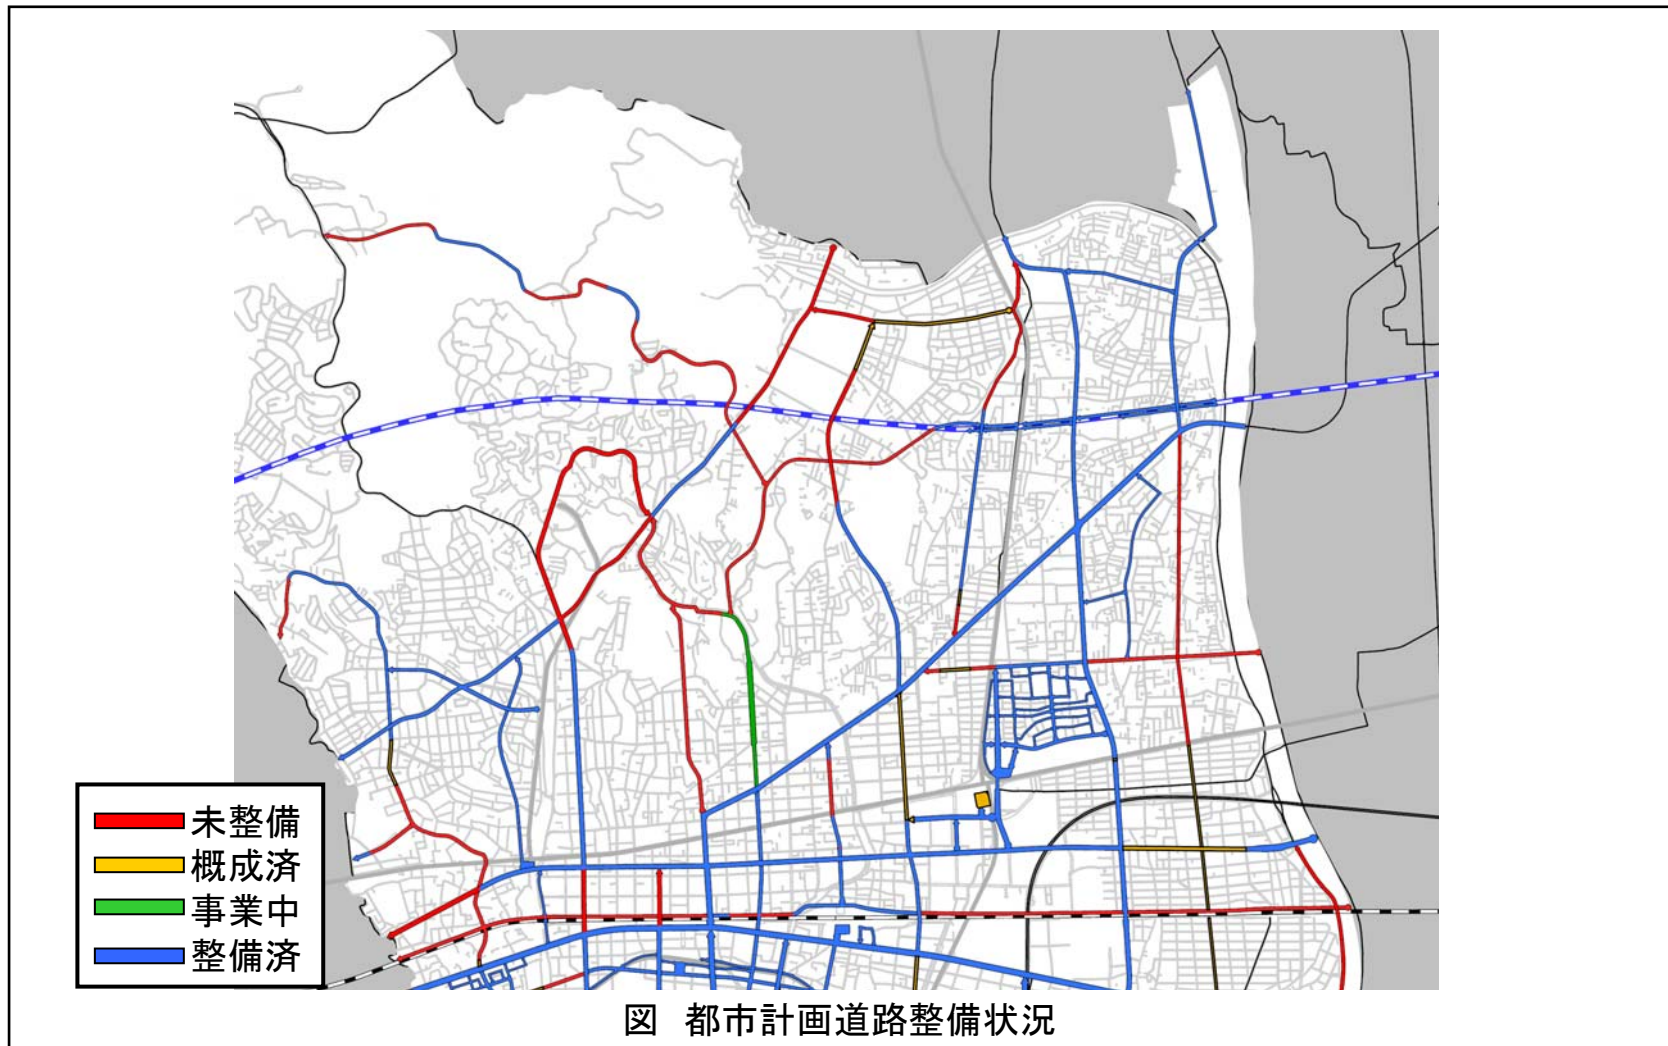 未整備
概成済
事業中
整備済
図 都市計画道路整備状況